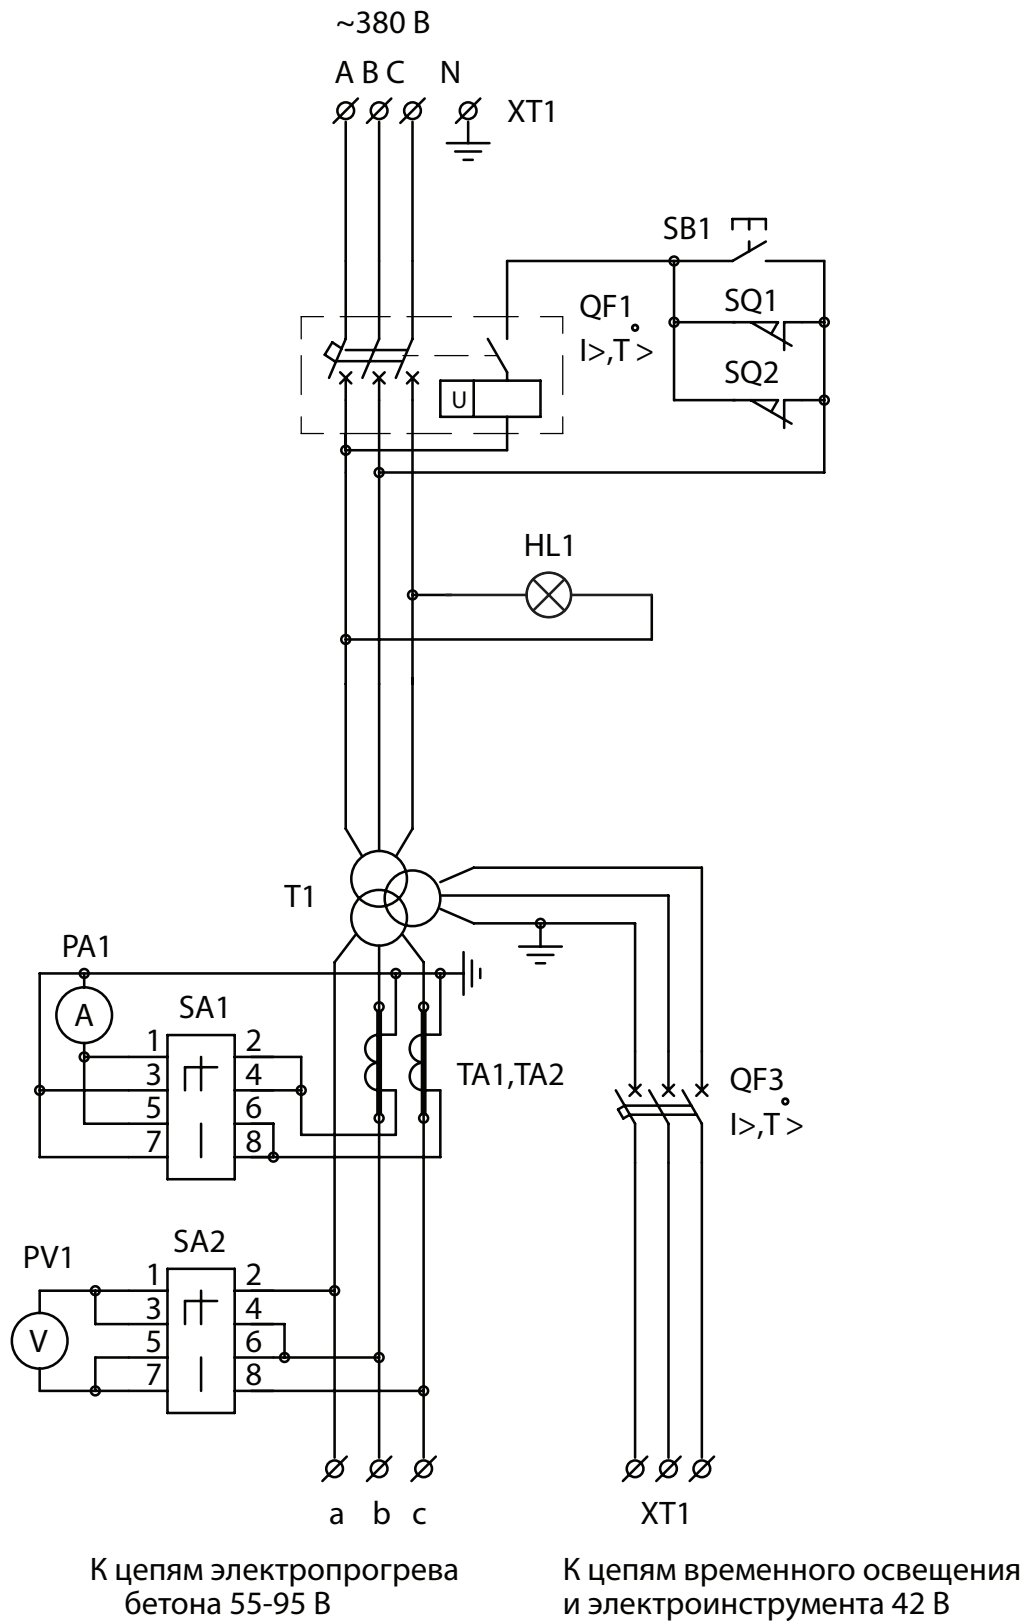 ~380 В
A B C N
XT1
SB1
SQ1
QF1
I>,T°>
SQ2
U
HL1
T1
PA1
A
SA1
1 2
3 4
5 6
7 8
TA1,TA2
QF3
I>,T°>
SA2
PV1
1 2
3 4
V
5 6
7 8
a b c
XT1
К цепям электропрогрева
бетона 55-95 В
К цепям временного освещения
и электроинструмента 42 В